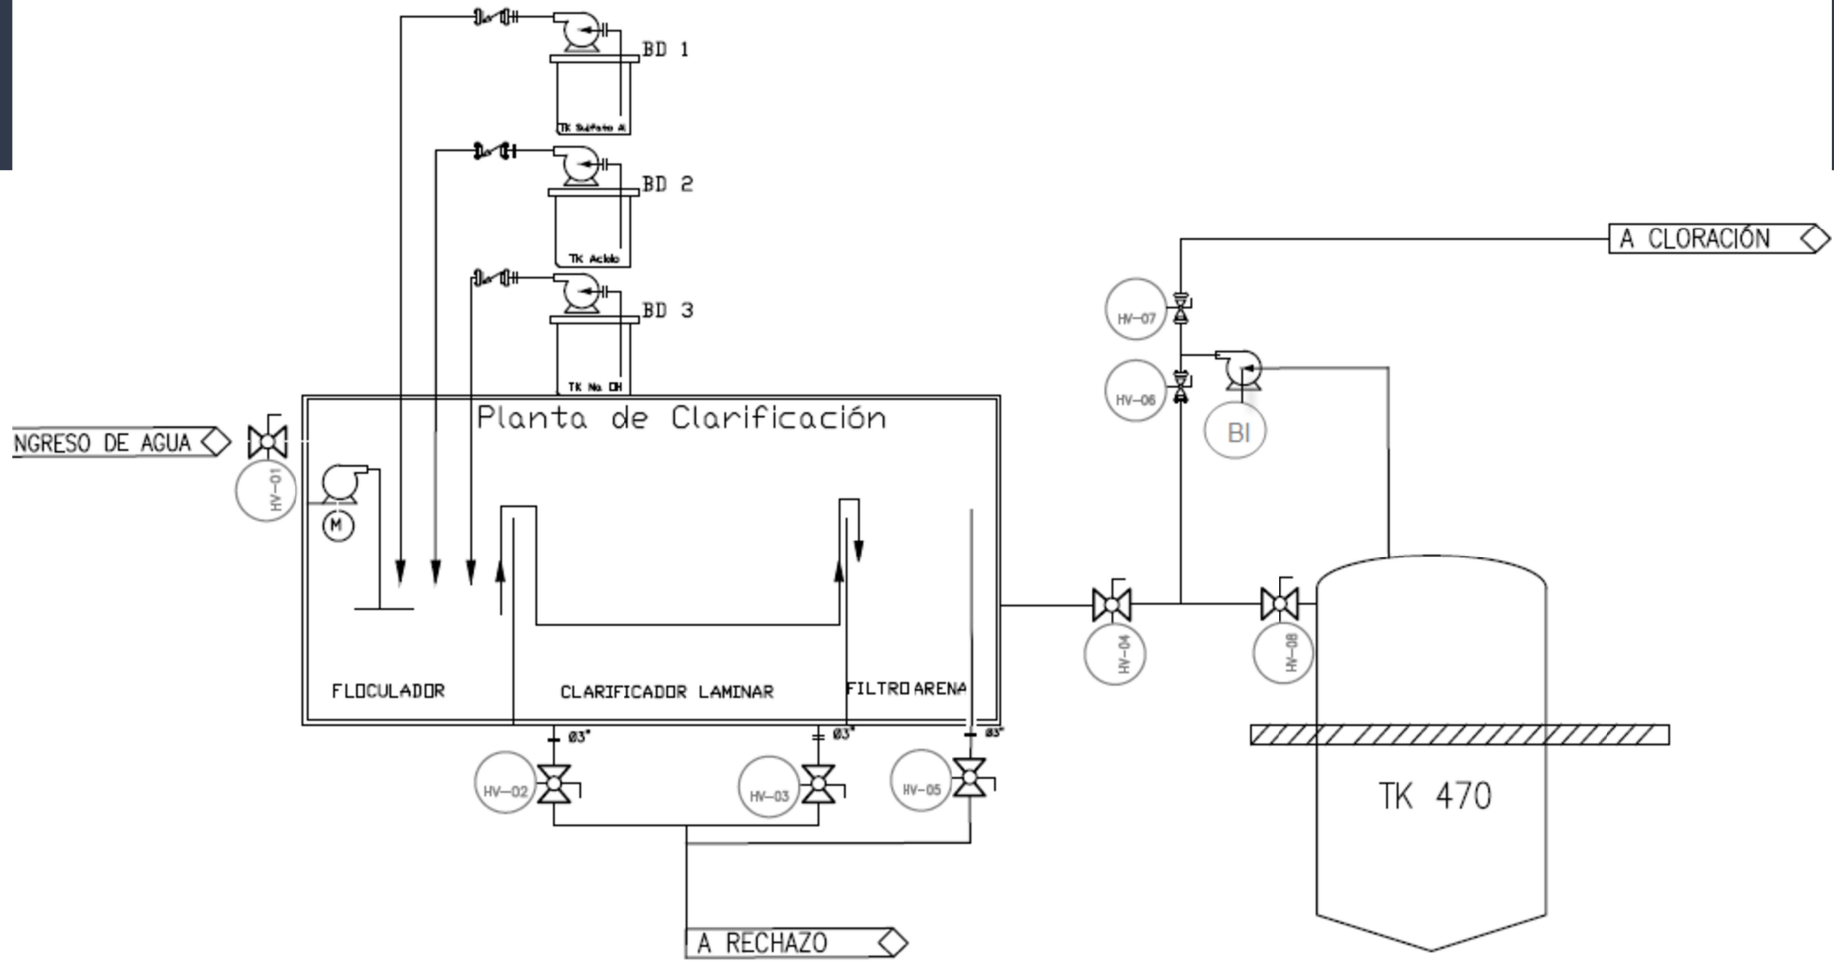 BD 1
TK Sulfato Al
BD 2
TK Acido
BD 3
TK Na OH
A CLORACIÓN
HV-07
HV-06
BI
Planta de Clarificación
NGRESO DE AGUA
HV-01
M
HV-04
HV-08
FLOCULADOR
CLARIFICADOR LAMINAR
FILTRO ARENA
Ø3"
Ø3"
Ø3"
HV-02
HV-03
HV-05
TK 470
A RECHAZO